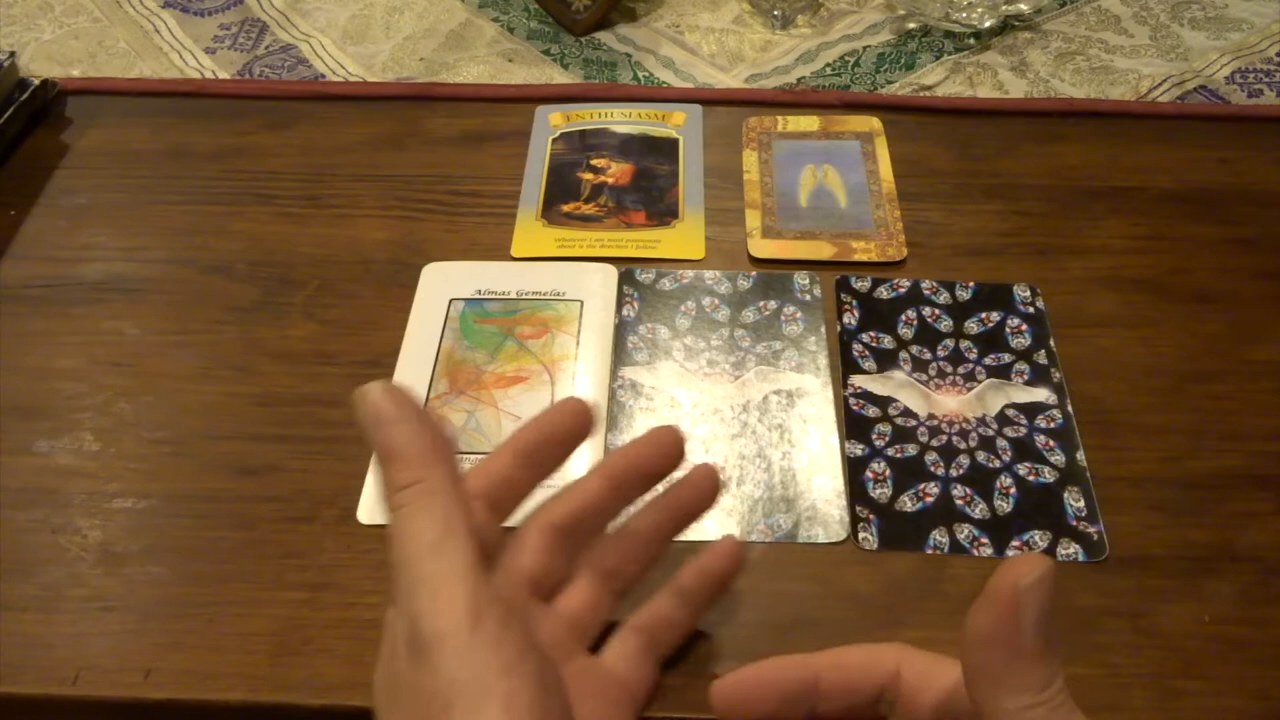 ENTHUSIASM
Whatever I am most passionate
about is the direction I follow.
Almas Gemelas